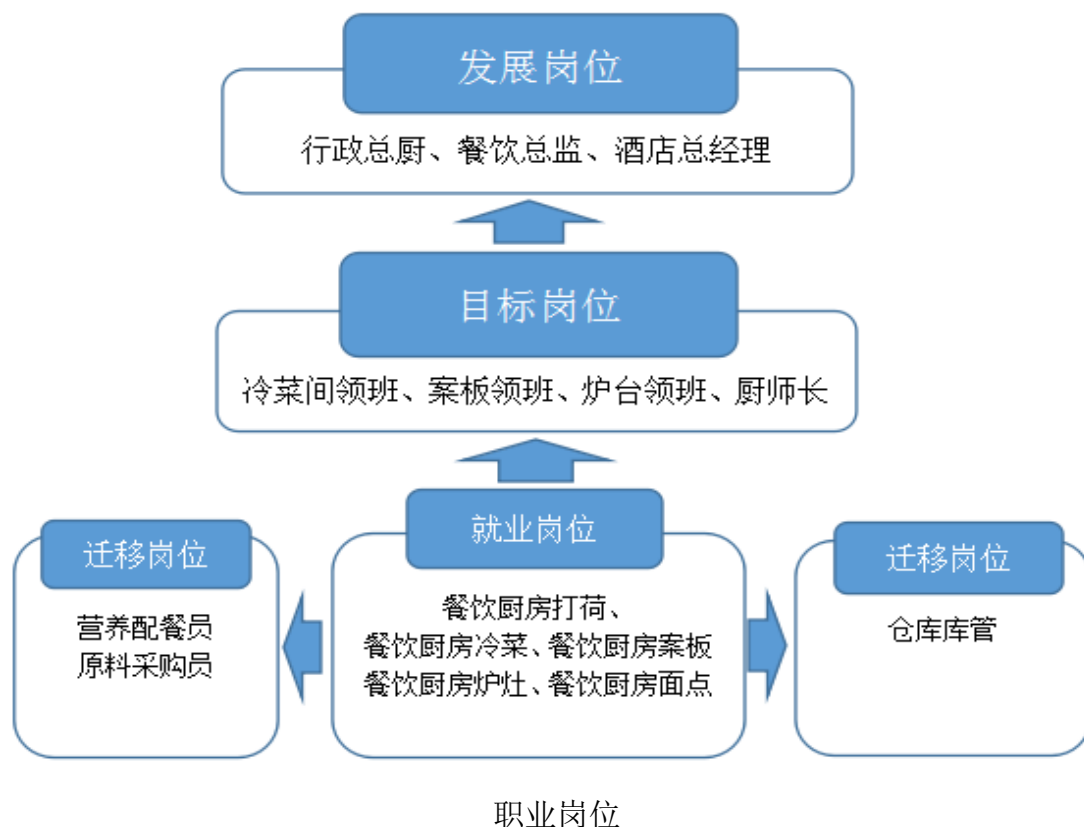 发展岗位
行政总厨、餐饮总监、酒店总经理
目标岗位
冷菜间领班、案板领班、炉台领班、厨师长
迁移岗位
营养配餐员
原料采购员
就业岗位
餐饮厨房打荷、
餐饮厨房冷菜、餐饮厨房案板
餐饮厨房炉灶、餐饮厨房面点
迁移岗位
仓库库管
职业岗位